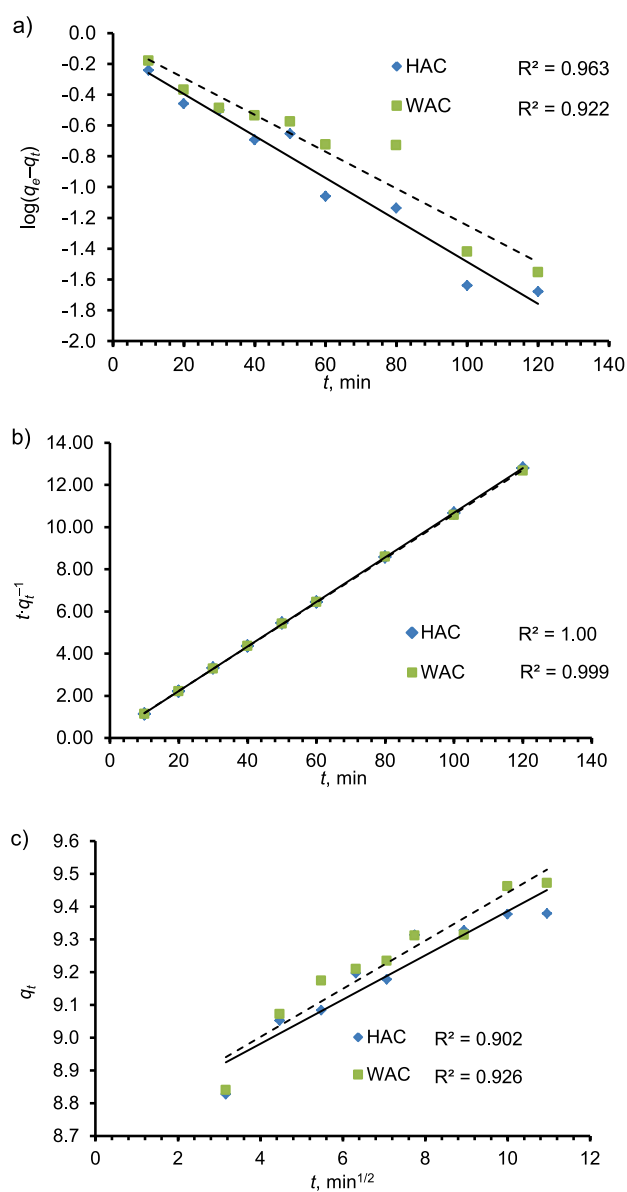 a)
0.0
-0.2
-0.4
-0.6
-0.8
-1.0
-1.2
-1.4
-1.6
-1.8
-2.0
log(qₑ–qₜ)
HAC R² = 0.963
WAC R² = 0.922
0 20 40 60 80 100 120 140
t, min
b)
14.00
12.00
10.00
8.00
6.00
4.00
2.00
0.00
t·qₜ⁻¹
HAC R² = 1.00
WAC R² = 0.999
0 20 40 60 80 100 120 140
t, min
c)
9.6
9.5
9.4
9.3
9.2
9.1
9.0
8.9
8.8
8.7
qₜ
HAC R² = 0.902
WAC R² = 0.926
0 2 4 6 8 10 12
t, min¹/²